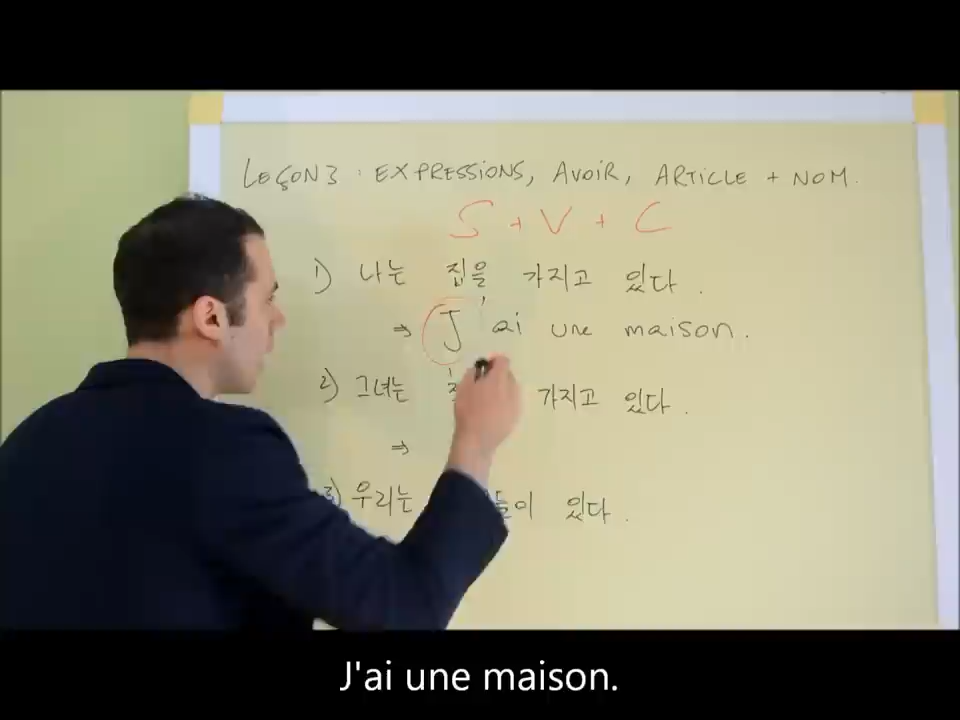 LEÇON 3 : EXPRESSIONS, AVOIR, ARTICLE + NOM.
S + V + C
1) 나는 집을 가지고 있다.
⇒ J'ai une maison.
2) 그녀는 가지고 있다.
⇒
3) 우리는 들이 있다.
J'ai une maison.